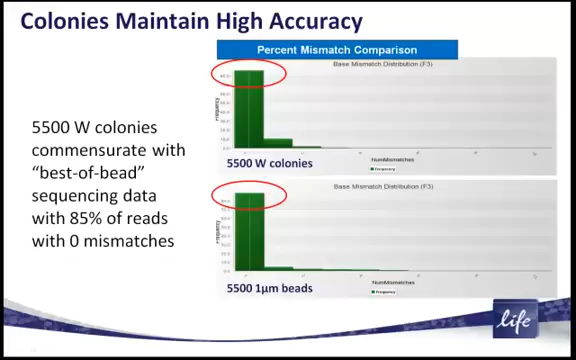 Colonies Maintain High Accuracy
Percent Mismatch Comparison
Base Mismatch Distribution (F3)
Frequency
NumMismatches
Frequency
5500 W colonies
5500 W colonies
commensurate with
“best-of-bead”
sequencing data
with 85% of reads
with 0 mismatches
Base Mismatch Distribution (F3)
Frequency
NumMismatches
Frequency
5500 1µm beads
life